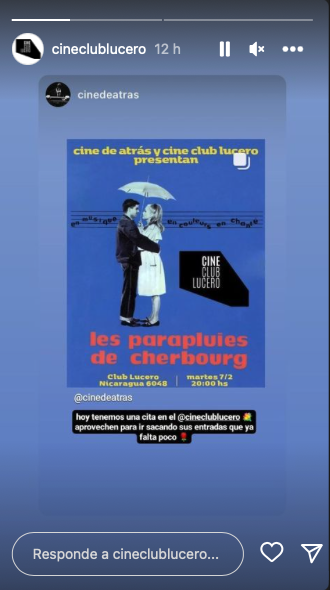 cineclublucero 12 h
cinedeatras
cine de atrás y cine club lucero
presentan
en musique en couleurs en chanté
CINE
CLUB
LUCERO
les parapluies
de cherbourg
Club Lucero
Nicaragua 6048
martes 7/2
20:00 hs
@cinedeatras
hoy tenemos una cita en el @cineclublucero 💐
aprovechen para ir sacando sus entradas que ya
falta poco 🌹
Responde a cineclublucero...